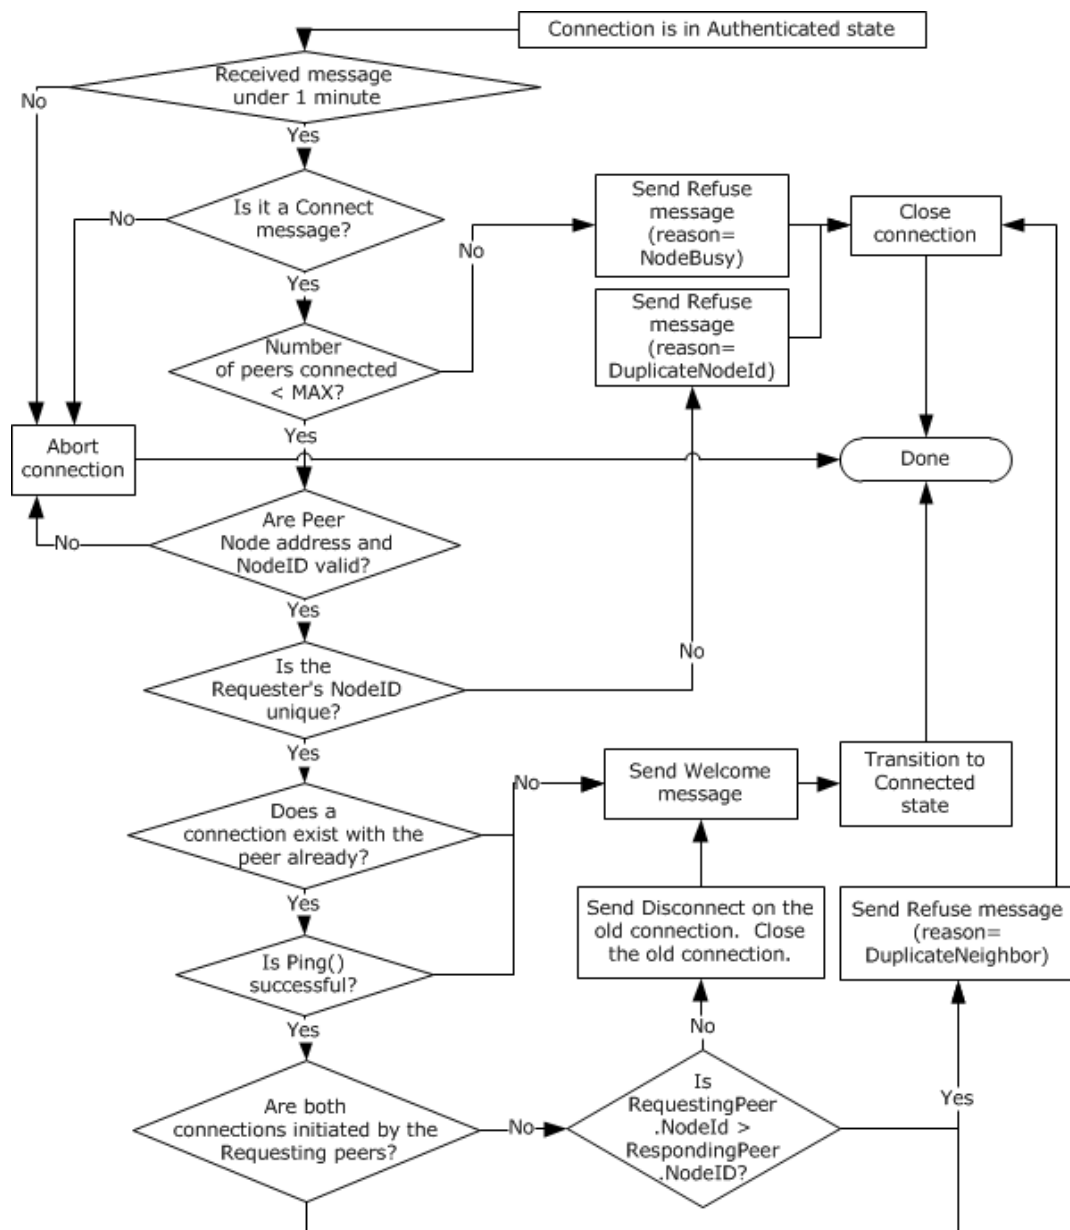 Connection is in Authenticated state
Received message
under 1 minute
No
Yes
Is it a Connect
message?
No
Yes
Send Refuse
message
(reason=
NodeBusy)
Close
connection
No
Send Refuse
message
(reason=
DuplicateNodeId)
Number
of peers connected
< MAX?
Yes
Abort
connection
Done
Are Peer
Node address and
NodeID valid?
No
Yes
Is the
Requester's NodeID
unique?
No
Yes
Does a
connection exist with the
peer already?
No
Send Welcome
message
Transition to
Connected
state
Yes
Send Disconnect on the
old connection.  Close
the old connection.
Send Refuse message
(reason=
DuplicateNeighbor)
Is Ping()
successful?
Yes
No
Are both
connections initiated by the
Requesting peers?
No
Is
RequestingPeer
.NodeId >
RespondingPeer
.NodeID?
Yes